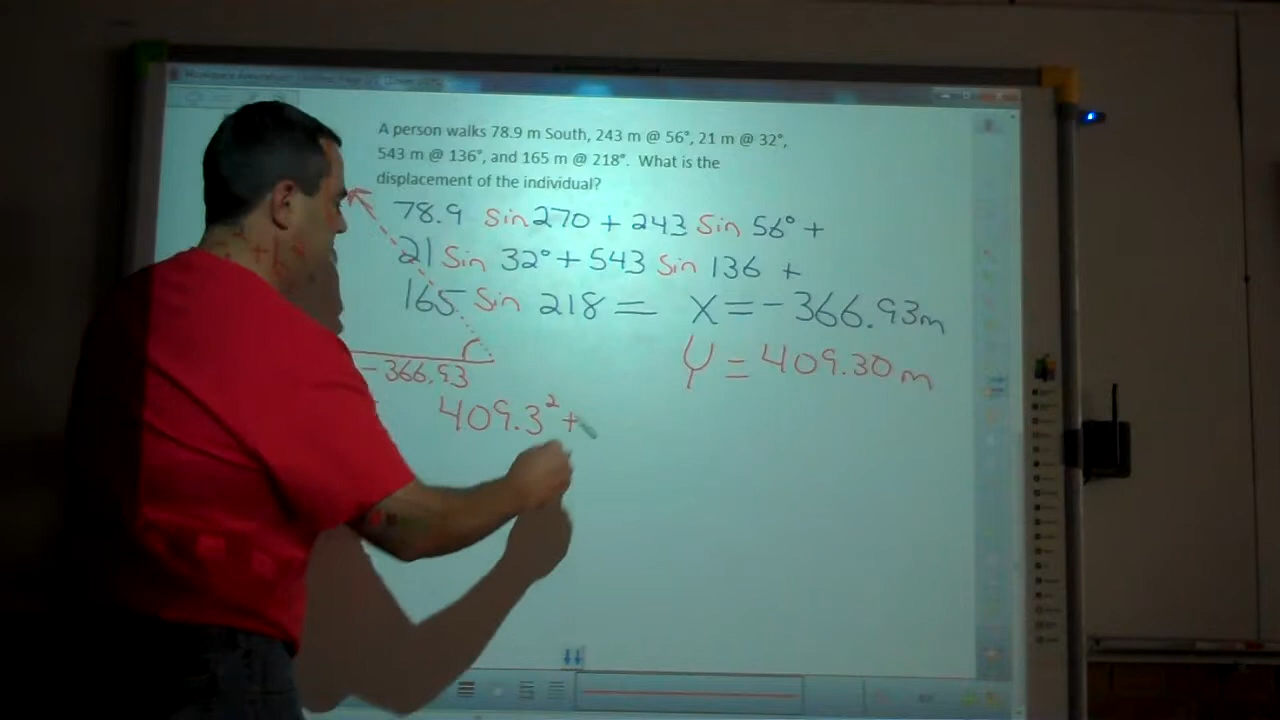 A person walks 78.9 m South, 243 m @ 56°, 21 m @ 32°,
543 m @ 136°, and 165 m @ 218°. What is the
displacement of the individual?
78.9 Sin 270 + 243 Sin 56° +
21 Sin 32° + 543 Sin 136 +
165 Sin 218 = X = -366.93m
Y = 409.30 m
-366.93
409.3² +